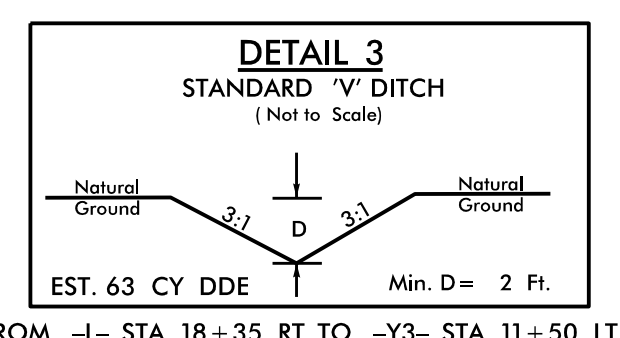 DETAIL 3
STANDARD 'V' DITCH
( Not to Scale)
Natural
Ground
3:1
D
3:1
Natural
Ground
EST. 63 CY DDE
Min. D= 2 Ft.
STA 18+35 RT TO -Y3- STA 11+50 LT